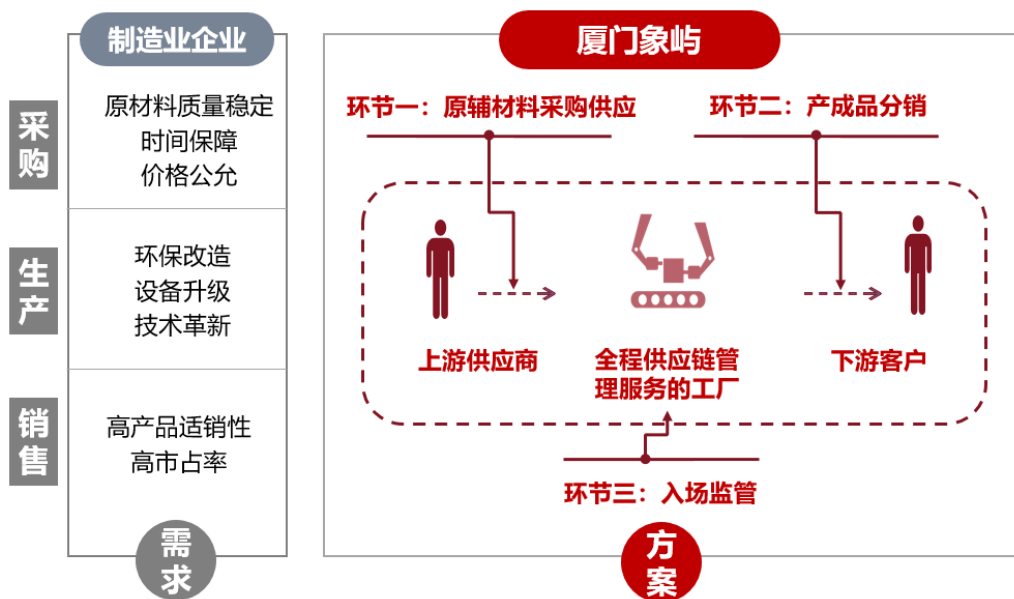 制造业企业
采购
原材料质量稳定
时间保障
价格公允
生产
环保改造
设备升级
技术革新
销售
高产品适销性
高市占率
需求
厦门象屿
环节一：原辅材料采购供应
环节二：产成品分销
上游供应商
全程供应链管
理服务的工厂
下游客户
环节三：入场监管
方案